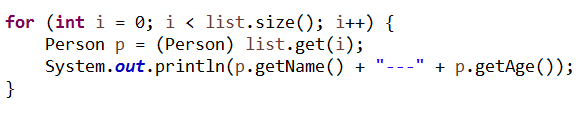 for (int i = 0; i < list.size(); i++) {
    Person p = (Person) list.get(i);
    System.out.println(p.getName() + "---" + p.getAge());
}